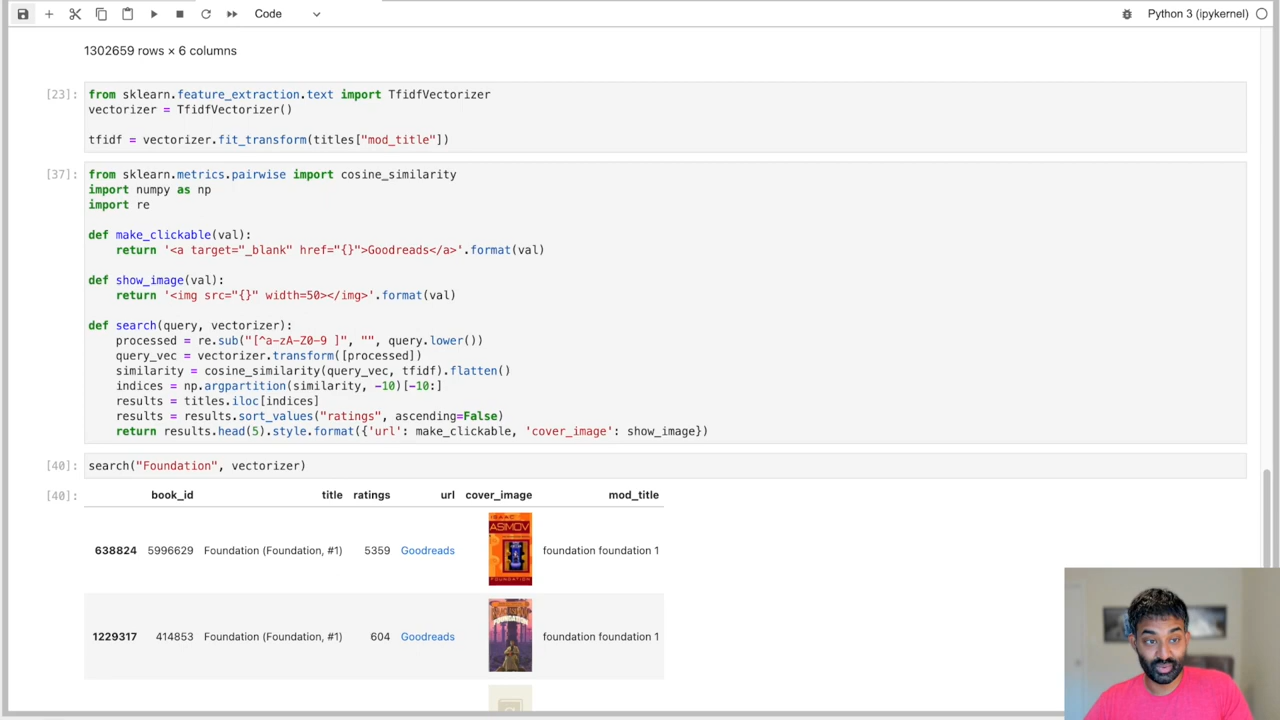 Code
Python 3 (ipykernel)
1302659 rows × 6 columns
[23]:
from sklearn.feature_extraction.text import TfidfVectorizer
vectorizer = TfidfVectorizer()
tfidf = vectorizer.fit_transform(titles["mod_title"])
[37]:
from sklearn.metrics.pairwise import cosine_similarity
import numpy as np
import re
def make_clickable(val):
    return '<a target="_blank" href="{}">Goodreads</a>'.format(val)
def show_image(val):
    return '<img src="{}" width=50></img>'.format(val)
def search(query, vectorizer):
    processed = re.sub("[^a-zA-Z0-9 ]", "", query.lower())
    query_vec = vectorizer.transform([processed])
    similarity = cosine_similarity(query_vec, tfidf).flatten()
    indices = np.argpartition(similarity, -10)[-10:]
    results = titles.iloc[indices]
    results = results.sort_values("ratings", ascending=False)
    return results.head(5).style.format({'url': make_clickable, 'cover_image': show_image})
[40]:
search("Foundation", vectorizer)
[40]:
book_id title ratings url cover_image mod_title
638824 5996629 Foundation (Foundation, #1) 5359 Goodreads foundation foundation 1
ISAAC
ASIMOV
FOUNDATION
1229317 414853 Foundation (Foundation, #1) 604 Goodreads foundation foundation 1
FOUNDATION